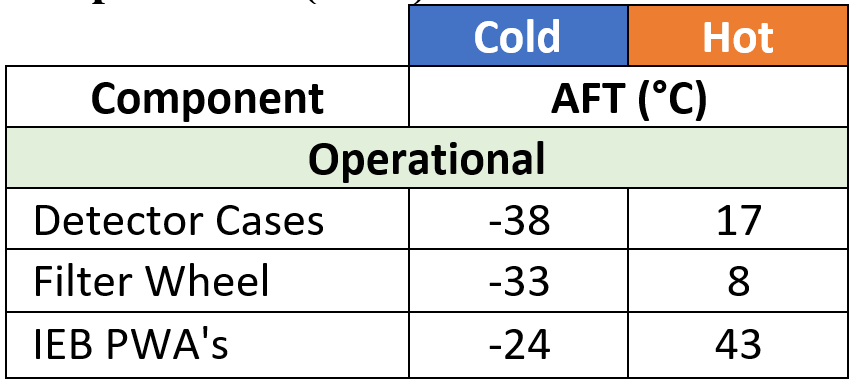 Cold Hot
Component AFT (°C)
Operational
Detector Cases -38 17
Filter Wheel -33 8
IEB PWA's -24 43